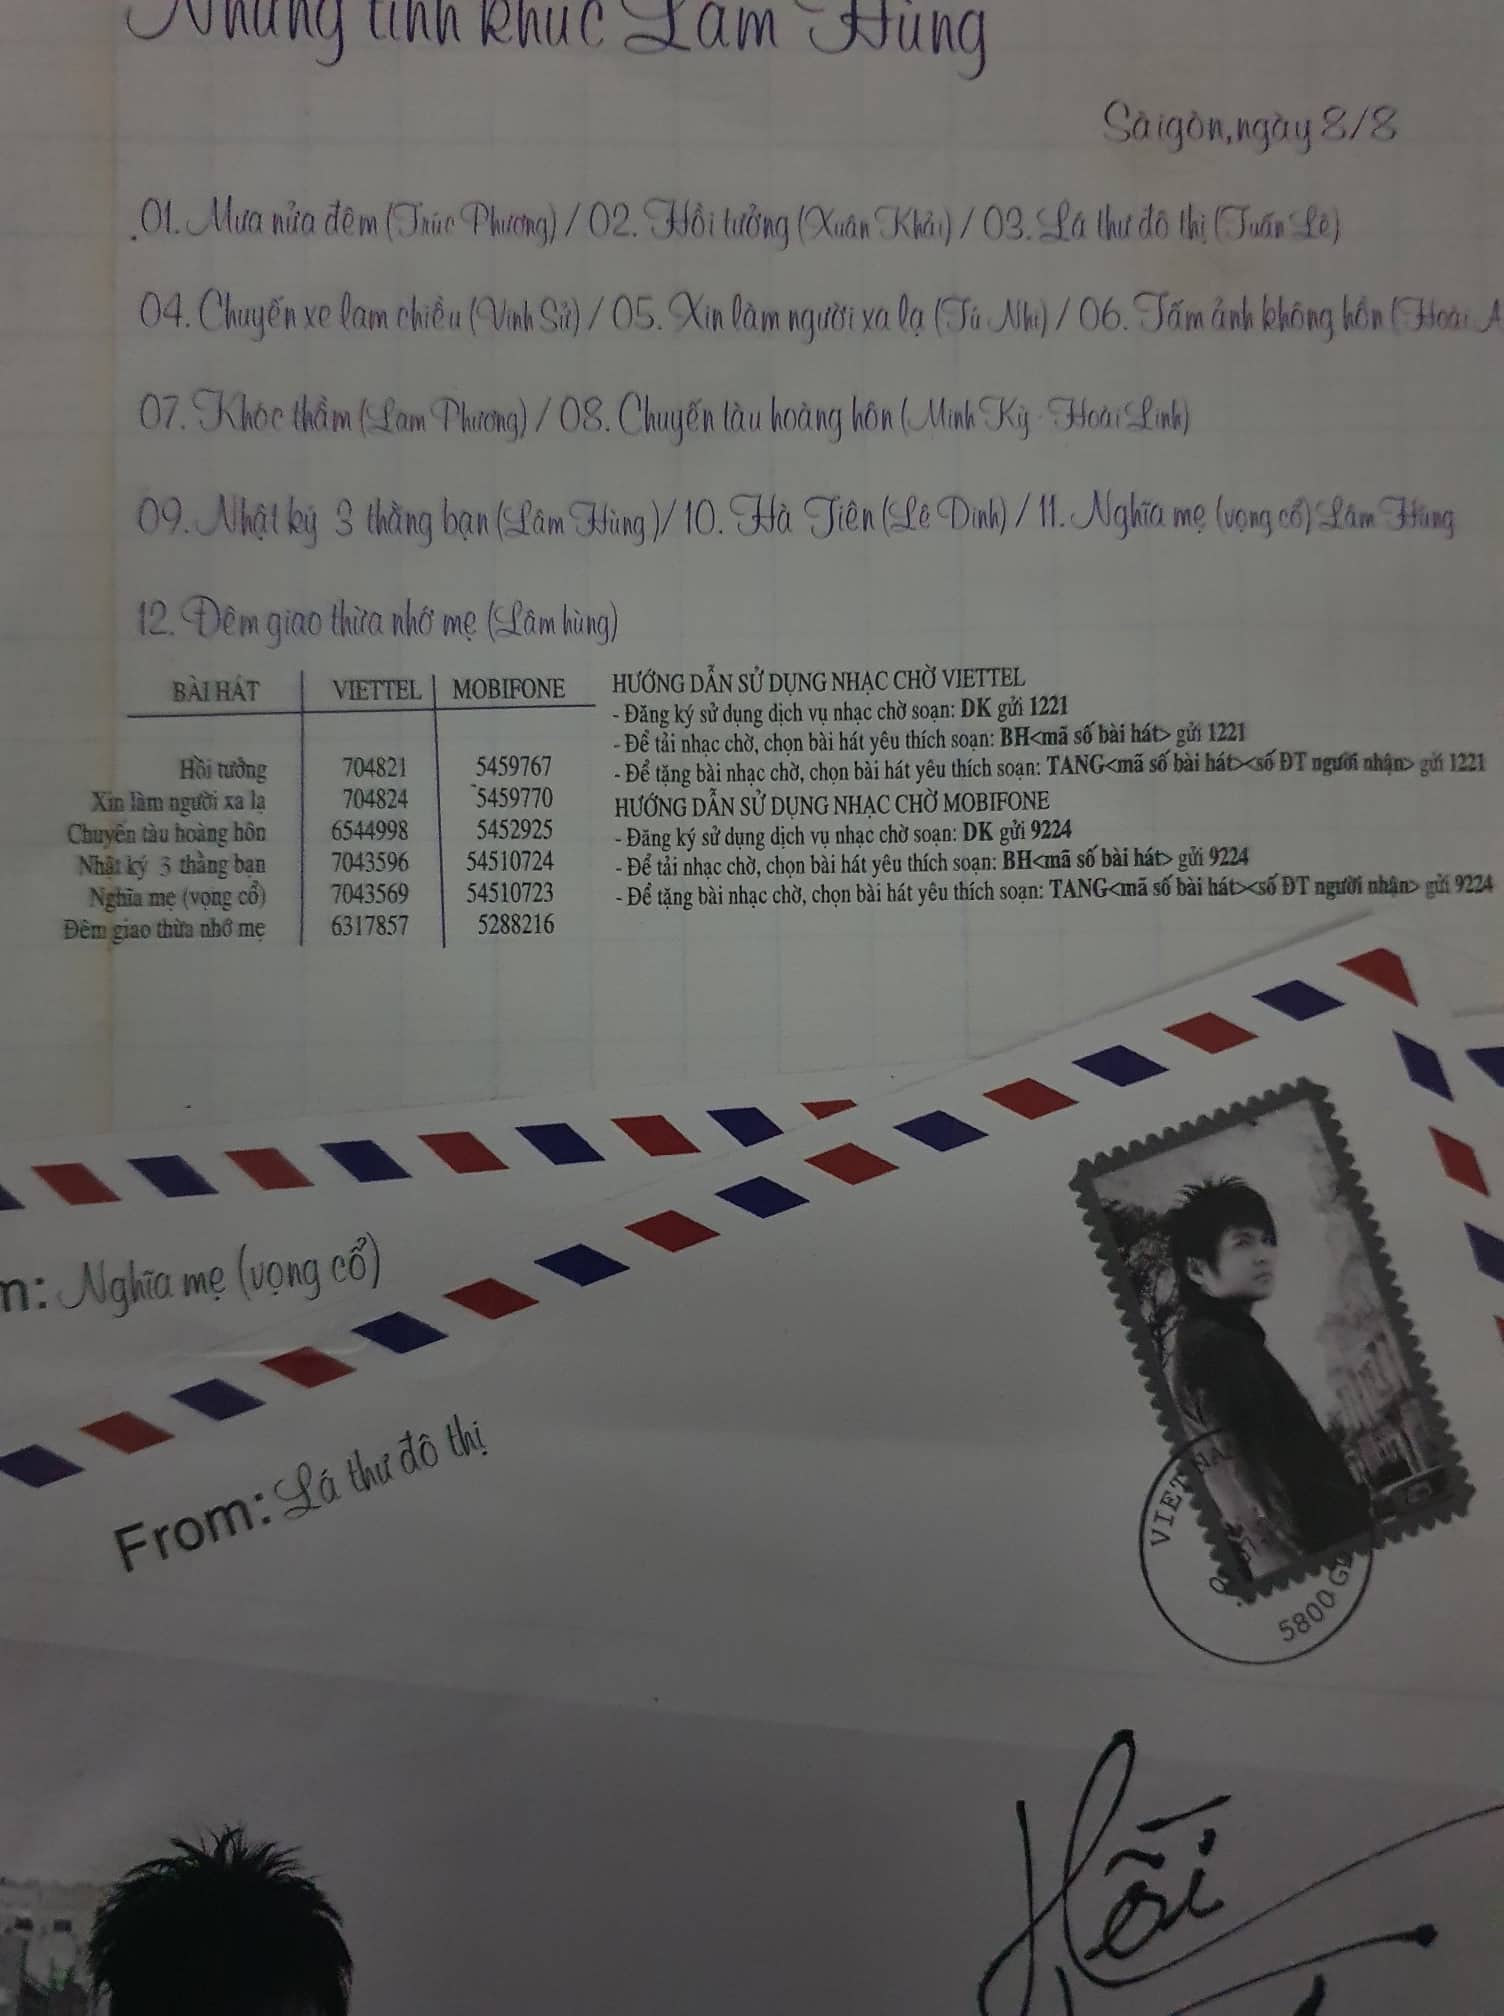 Những tình khúc Lâm Hùng
Sàigòn,ngày 8/8
01. Mưa nửa đêm (Trúc Phương) / 02. Hồi tưởng (Xuân Khải) / 03. Lá thư đô thị (Tuấn Lê)
04. Chuyến xe lam chiều (Vinh Sử) / 05. Xin làm người xa lạ (Tú Nhi) / 06. Tấm ảnh không hồn (Hoài A
07. Khóc thầm (Lam Phương) / 08. Chuyến tàu hoàng hôn (Minh Kỳ - Hoài Linh)
09. Nhật ký 3 thằng bạn (Lâm Hùng) / 10. Hà Tiên (Lê Dinh) / 11. Nghĩa mẹ (vọng cổ) Lâm Hùng
12. Đêm giao thừa nhớ mẹ (Lâm hùng)
BÀI HÁT VIETTEL MOBIFONE
Hồi tưởng 704821 5459767
Xin làm người xa lạ 704824 5459770
Chuyến tàu hoàng hôn 6544998 5452925
Nhật ký 3 thằng bạn 7043596 54510724
Nghĩa mẹ (vọng cổ) 7043569 54510723
Đêm giao thừa nhớ mẹ 6317857 5288216
HƯỚNG DẪN SỬ DỤNG NHẠC CHỜ VIETTEL
- Đăng ký sử dụng dịch vụ nhạc chờ soạn: DK gửi 1221
- Để tải nhạc chờ, chọn bài hát yêu thích soạn: BH<mã số bài hát> gửi 1221
- Để tặng bài nhạc chờ, chọn bài hát yêu thích soạn: TANG<mã số bài hát><số ĐT người nhận> gửi 1221
HƯỚNG DẪN SỬ DỤNG NHẠC CHỜ MOBIFONE
- Đăng ký sử dụng dịch vụ nhạc chờ soạn: DK gửi 9224
- Để tải nhạc chờ, chọn bài hát yêu thích soạn: BH<mã số bài hát> gửi 9224
- Để tặng bài nhạc chờ, chọn bài hát yêu thích soạn: TANG<mã số bài hát><số ĐT người nhận> gửi 9224
m: Nghĩa mẹ (vọng cổ)
From: Lá thư đô thị
VIET NA
5800 G
Hồi